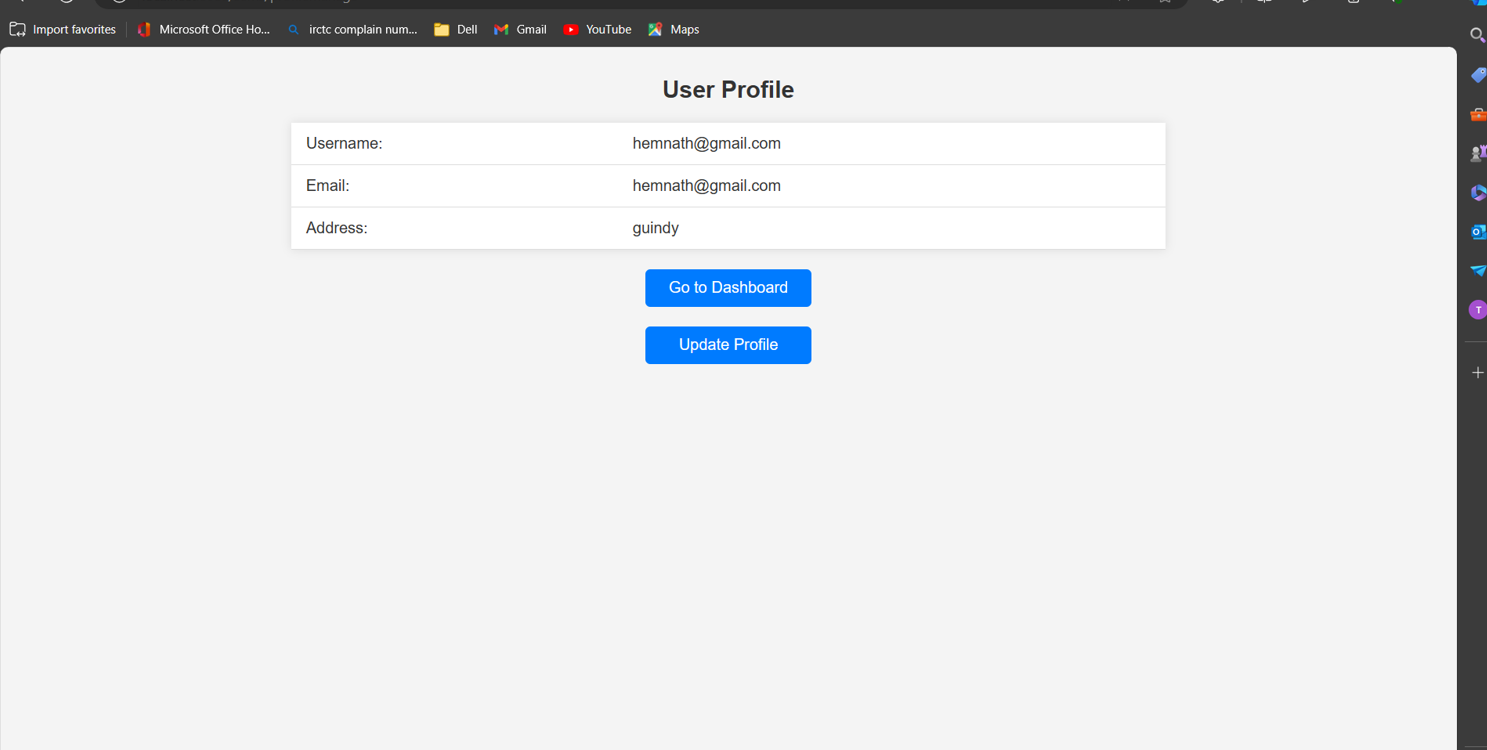 Import favorites Microsoft Office Ho... irctc complain num... Dell Gmail YouTube Maps
User Profile
Username: hemnath@gmail.com
Email: hemnath@gmail.com
Address: guindy
Go to Dashboard
Update Profile
T